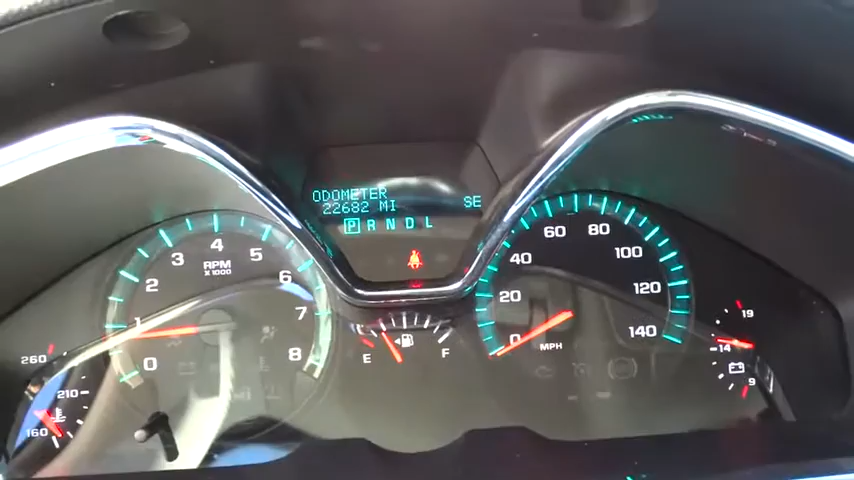 ODOMETER
22682 MI
SE
P R N D L
0 1 2 3 4 5 6 7 8
RPM
X1000
E F
0 20 40 60 80 100 120 140
MPH
260
210
160
19
14
9